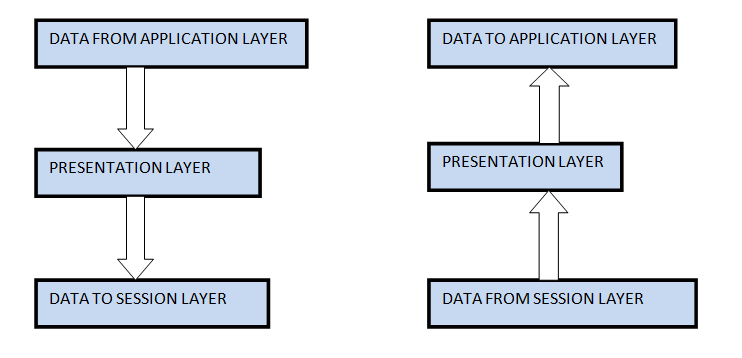 DATA FROM APPLICATION LAYER
PRESENTATION LAYER
DATA TO SESSION LAYER
DATA TO APPLICATION LAYER
PRESENTATION LAYER
DATA FROM SESSION LAYER